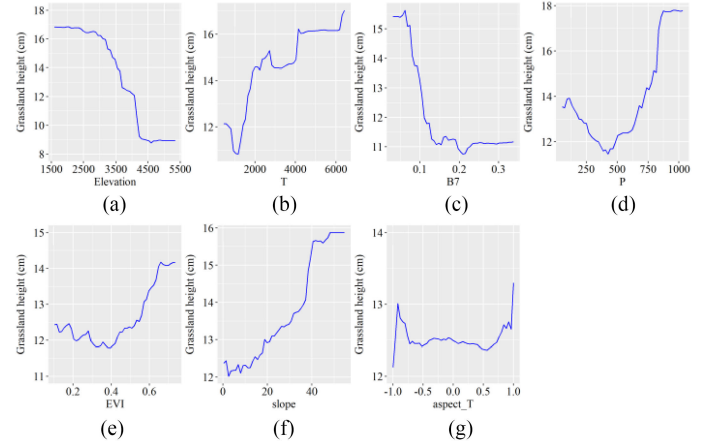 18
16
14
12
10
8
Grassland height (cm)
1500 2500 3500 4500 5500
Elevation
(a)
16
14
12
Grassland height (cm)
2000 4000 6000
T
(b)
15
14
13
12
11
Grassland height (cm)
0.1 0.2 0.3
B7
(c)
18
16
14
12
Grassland height (cm)
250 500 750 1000
P
(d)
15
14
13
12
11
Grassland height (cm)
0.2 0.4 0.6
EVI
(e)
16
15
14
13
12
Grassland height (cm)
0 20 40
slope
(f)
14
13
12
Grassland height (cm)
-1.0 -0.5 0.0 0.5 1.0
aspect_T
(g)